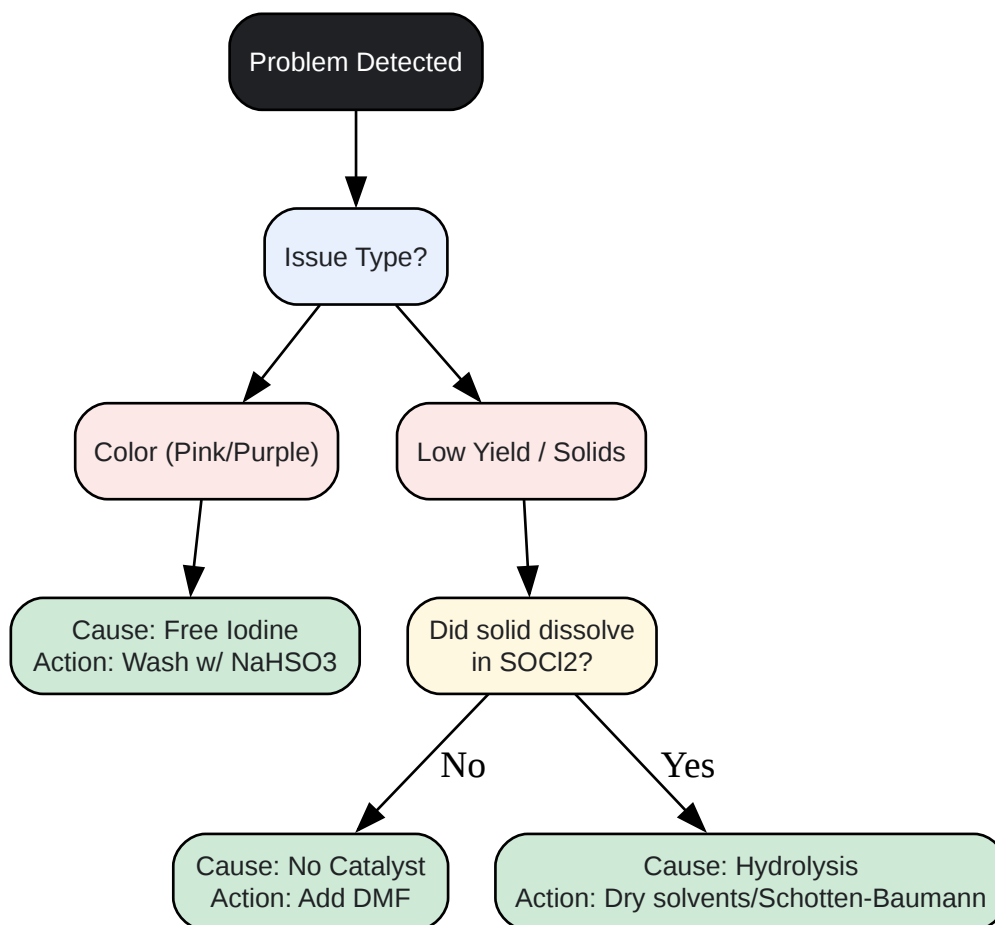 Problem Detected
Issue Type?
Color (Pink/Purple)
Low Yield / Solids
Cause: Free Iodine
Action: Wash w/ NaHSO3
Did solid dissolve
in SOCl2?
No
Yes
Cause: No Catalyst
Action: Add DMF
Cause: Hydrolysis
Action: Dry solvents/Schotten-Baumann